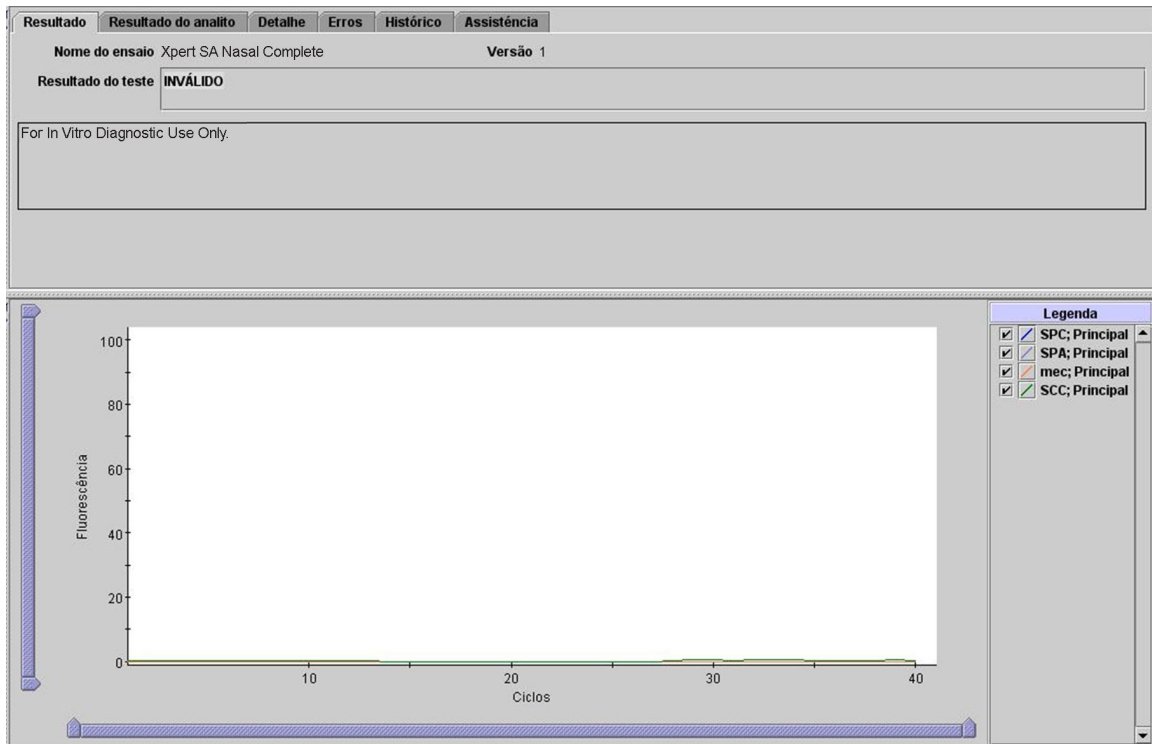 Resultado Resultado do analito Detalhe Erros Histórico Assisténcia
Nome do ensaio Xpert SA Nasal Complete Versão 1
Resultado do teste INVÁLIDO
For In Vitro Diagnostic Use Only.
Legenda
SPC; Principal
SPA; Principal
mec; Principal
SCC; Principal
Fluorescência
100
80
60
40
20
0
10 20 30 40
Ciclos